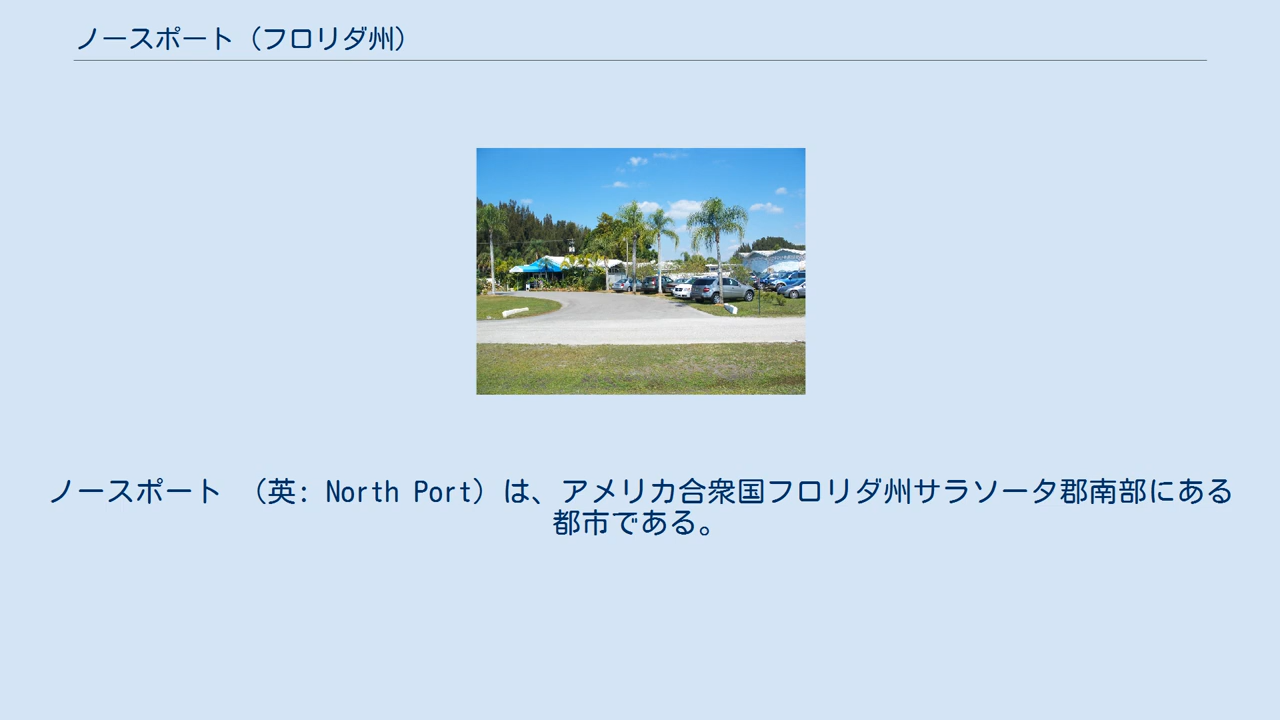 ノースポート（フロリダ州）
ノースポート （英: North Port）は、アメリカ合衆国フロリダ州サラソータ郡南部にある
都市である。